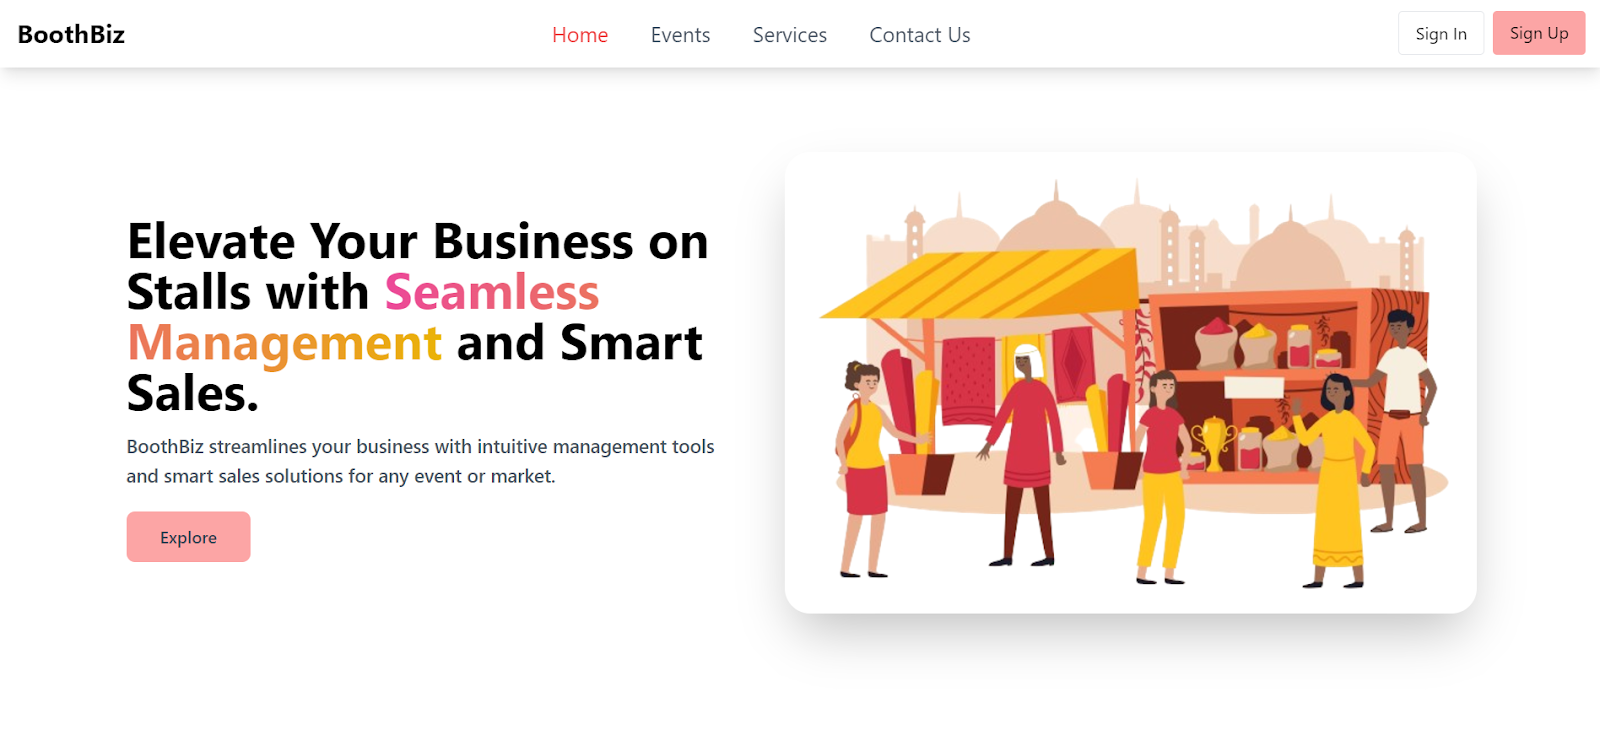 BoothBiz
Home
Events
Services
Contact Us
Sign In
Sign Up
Elevate Your Business on
Stalls with Seamless
Management and Smart
Sales.
BoothBiz streamlines your business with intuitive management tools
and smart sales solutions for any event or market.
Explore